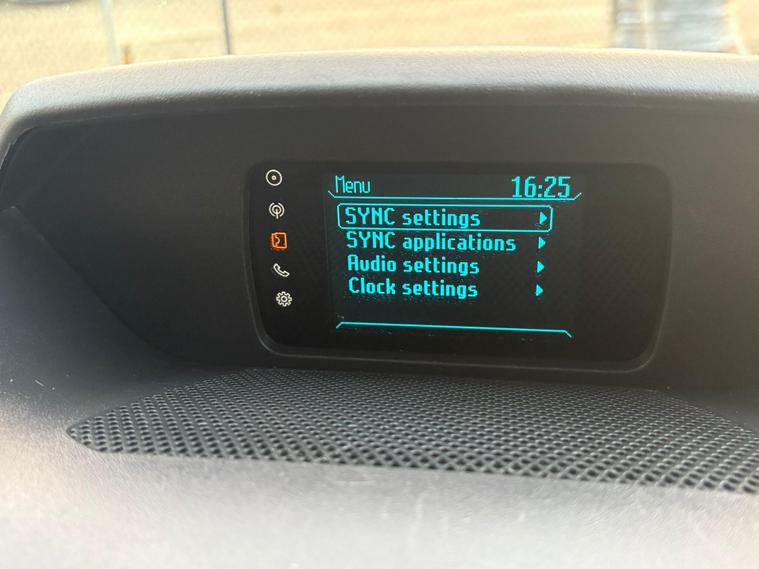 Menu 16:25
SYNC settings
SYNC applications
Audio settings
Clock settings